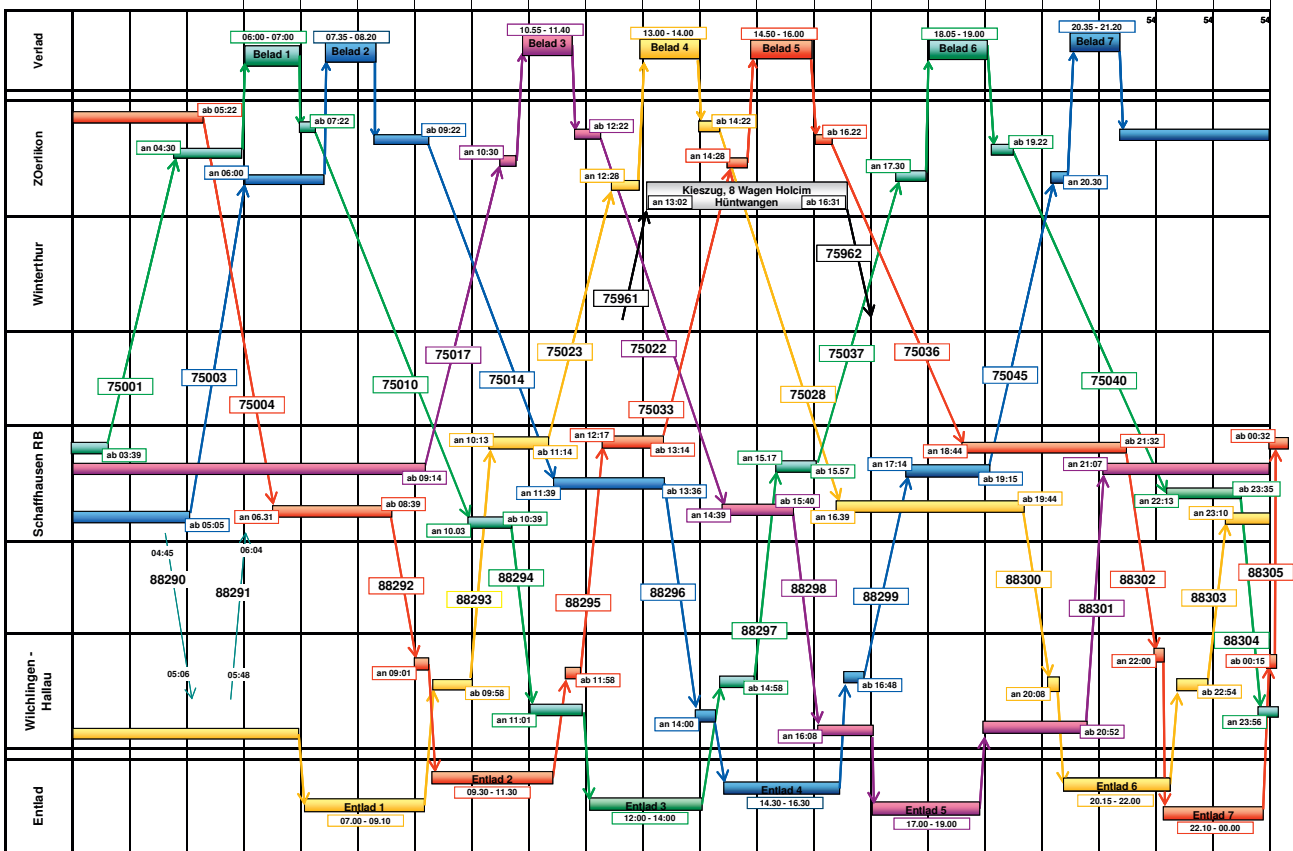 54
54
54
Verlad
06:00 - 07:00
Belad 1
07.35 - 08.20
Belad 2
10.55 - 11.40
Belad 3
13.00 - 14.00
Belad 4
14.50 - 16.00
Belad 5
18.05 - 19.00
Belad 6
20.35 - 21.20
Belad 7
ZOerlikon
ab 05:22
an 04:30
an 06:00
ab 07:22
ab 09:22
an 10:30
ab 12:22
an 12:28
ab 14:22
an 14:28
ab 16.22
an 17.30
ab 19.22
an 20.30
Kieszug, 8 Wagen Holcim
Hüntwangen
an 13:02
ab 16:31
Winterthur
75961
75962
75001
75003
75004
75010
75017
75014
75023
75022
75033
75028
75037
75036
75045
75040
Schaffhausen RB
ab 03:39
ab 05:05
an 06.31
ab 08:39
ab 09:14
an 10.03
an 10:13
ab 10:39
ab 11:14
an 11:39
an 12:17
ab 13:14
ab 13:36
an 14:39
an 15.17
ab 15:40
ab 15.57
an 16.39
an 17:14
an 18:44
ab 19:15
ab 19:44
an 21:07
ab 21:32
an 22:13
an 23:10
ab 23:35
ab 00:32
04:45
06:04
88290
88291
05:06
05:48
88292
88293
88294
88295
88296
88297
88298
88299
88300
88301
88302
88303
88304
88305
Wilchlingen -
Hallau
an 09:01
ab 09:58
an 11:01
ab 11:58
an 14:00
ab 14:58
an 16:08
ab 16:48
an 20:08
ab 20:52
an 22:00
ab 22:54
an 23:56
ab 00:15
Entlad
Entlad 1
07.00 - 09.10
Entlad 2
09.30 - 11.30
Entlad 3
12:00 - 14:00
Entlad 4
14.30 - 16.30
Entlad 5
17.00 - 19.00
Entlad 6
20.15 - 22.00
Entlad 7
22.10 - 00.00